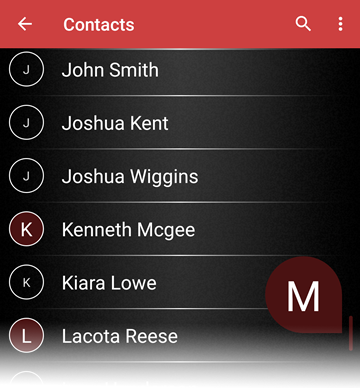 Contacts
J
John Smith
J
Joshua Kent
J
Joshua Wiggins
K
Kenneth Mcgee
K
Kiara Lowe
M
L
Lacota Reese